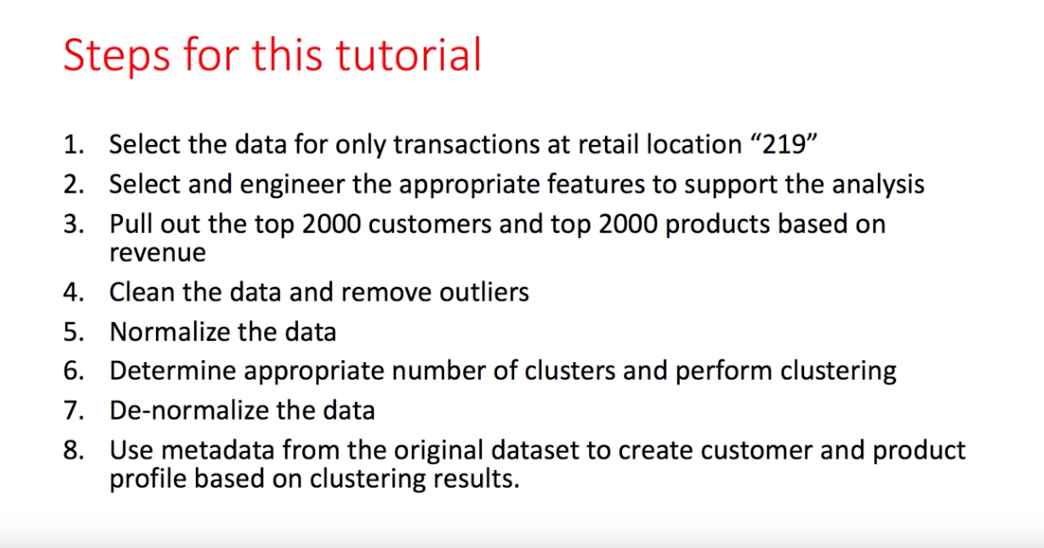 Steps for this tutorial
1. Select the data for only transactions at retail location “219”
2. Select and engineer the appropriate features to support the analysis
3. Pull out the top 2000 customers and top 2000 products based on
revenue
4. Clean the data and remove outliers
5. Normalize the data
6. Determine appropriate number of clusters and perform clustering
7. De-normalize the data
8. Use metadata from the original dataset to create customer and product
profile based on clustering results.